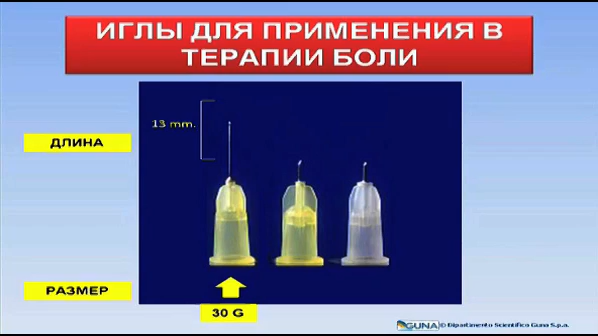 ИГЛЫ ДЛЯ ПРИМЕНЕНИЯ В
ТЕРАПИИ БОЛИ
13 mm.
ДЛИНА
РАЗМЕР
30 G
GUNA © Dipartimento Scientifico Guna S.p.a.